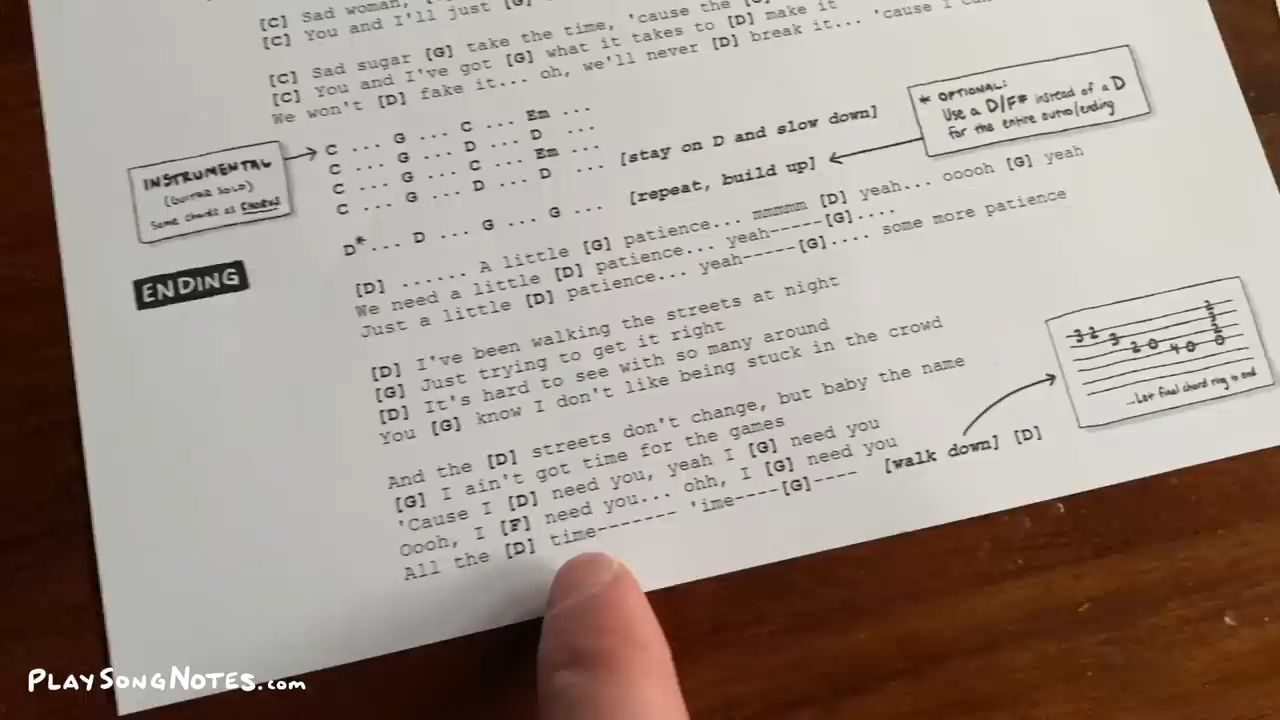 [C] Sad woman,
[C] You and I'll just [G]
[C] Sad sugar [G] take the time, 'cause the
[C] You and I've got [G] what it takes to [D] make it
We won't [D] fake it... oh, we'll never [D] break it... 'cause I
C ... G ... C ... Em ...
C ... G ... D ... D ...
C ... G ... C ... Em ...
C ... G ... D ... D ... [stay on D and slow down]
INSTRUMENTAL
(GUITAR SOLO)
Same chords as CHORUS
* OPTIONAL:
Use a D/F# instead of a D
for the entire outro/ending
ENDING
D*... D ... G ... G ... [repeat, build up]
[D] ...... A little [G] patience... mmmmm [D] yeah... ooooh [G] yeah
We need a little [D] patience... yeah-----[G]....
Just a little [D] patience... yeah-----[G].... some more patience
[D] I've been walking the streets at night
[G] Just trying to get it right
[D] It's hard to see with so many around
You [G] know I don't like being stuck in the crowd
And the [D] streets don't change, but baby the name
[G] I ain't got time for the games
'Cause I [D] need you, yeah I [G] need you
Oooh, I [F] need you... ohh, I [G] need you
All the [D] time------- 'ime----[G]---- [walk down] [D]
3 2 3 2 0 4 0
...Let final chord ring to end
PLAYSONGNOTES.COM